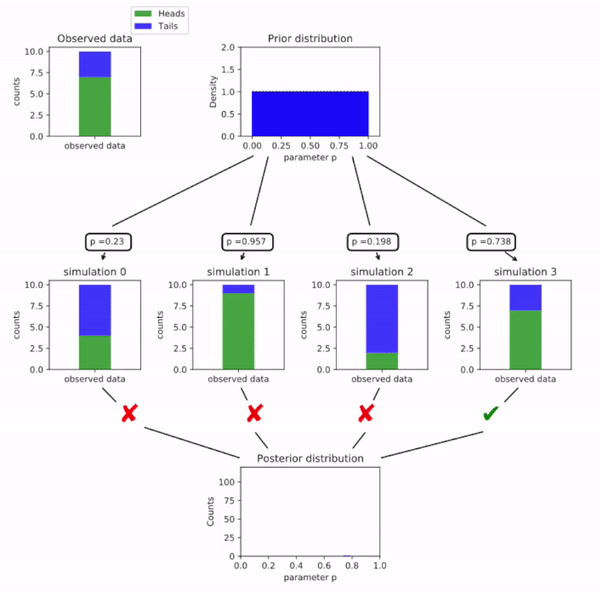 Heads
Tails
Observed data
10.0
7.5
5.0
2.5
0.0
counts
observed data
Prior distribution
2.0
1.5
1.0
0.5
0.0
Density
0.00 0.25 0.50 0.75 1.00
parameter p
p =0.23
p =0.957
p =0.198
p =0.738
simulation 0
10.0
7.5
5.0
2.5
0.0
counts
observed data
simulation 1
10.0
7.5
5.0
2.5
0.0
counts
observed data
simulation 2
10.0
7.5
5.0
2.5
0.0
counts
observed data
simulation 3
10.0
7.5
5.0
2.5
0.0
counts
observed data
Posterior distribution
100
75
50
25
0
Counts
0.0 0.2 0.4 0.6 0.8 1.0
parameter p